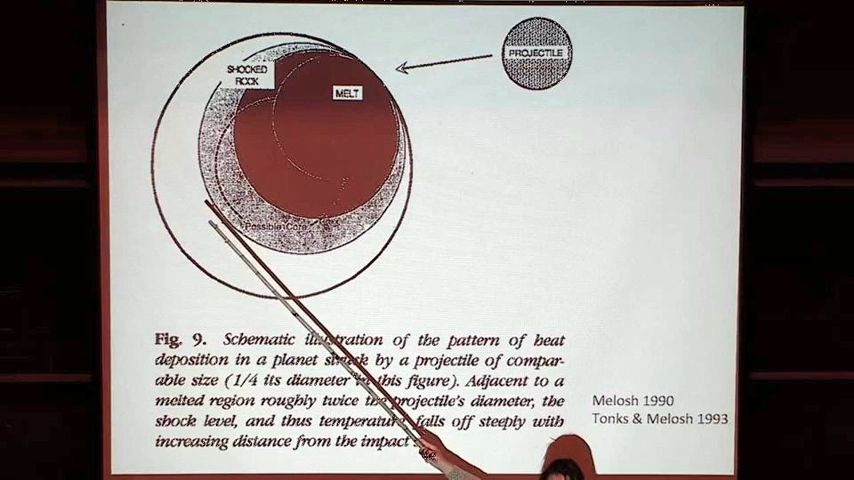 PROJECTILE
SHOCKED
ROCK
MELT
Possible Core
Fig. 9. Schematic illustration of the pattern of heat
deposition in a planet struck by a projectile of compar-
able size (1/4 its diameter in this figure). Adjacent to a
melted region roughly twice the projectile's diameter, the
shock level, and thus temperature, falls off steeply with
increasing distance from the impact
Melosh 1990
Tonks & Melosh 1993